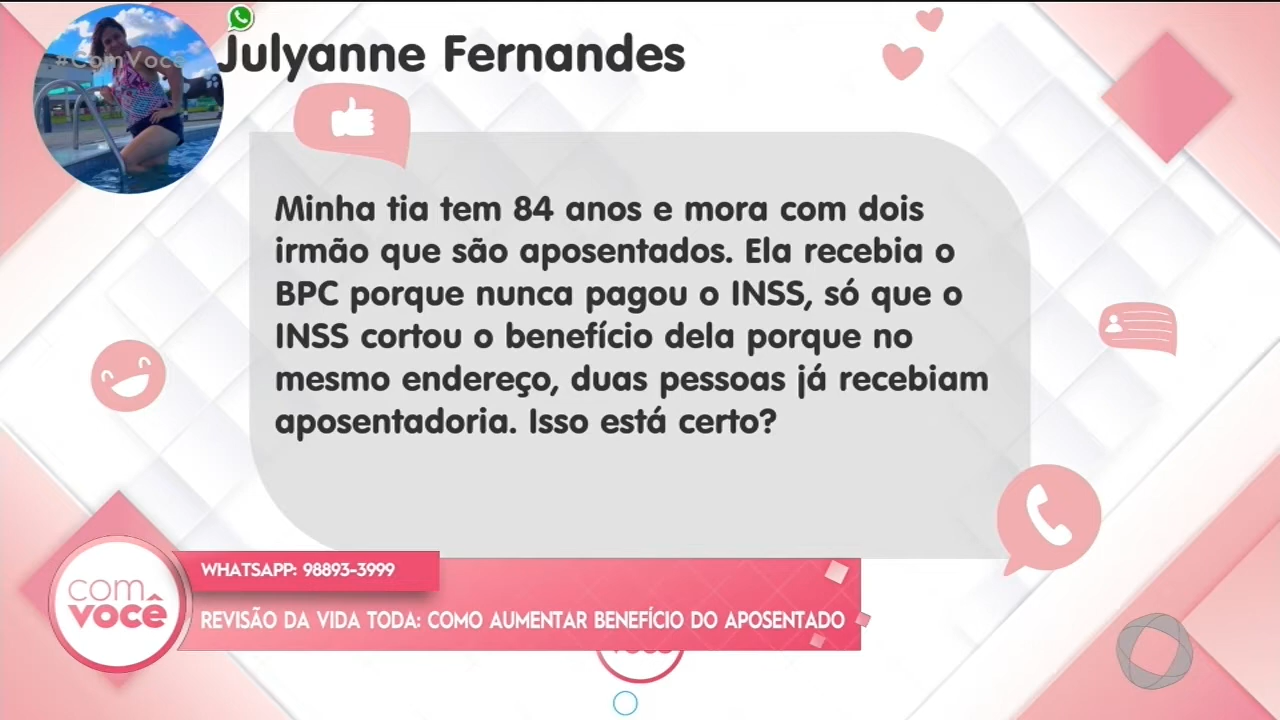 #ComVocê
Julyanne Fernandes
Minha tia tem 84 anos e mora com dois
irmão que são aposentados. Ela recebia o
BPC porque nunca pagou o INSS, só que o
INSS cortou o benefício dela porque no
mesmo endereço, duas pessoas já recebiam
aposentadoria. Isso está certo?
WHATSAPP: 98893-3999
com
você
REVISÃO DA VIDA TODA: COMO AUMENTAR BENEFÍCIO DO APOSENTADO